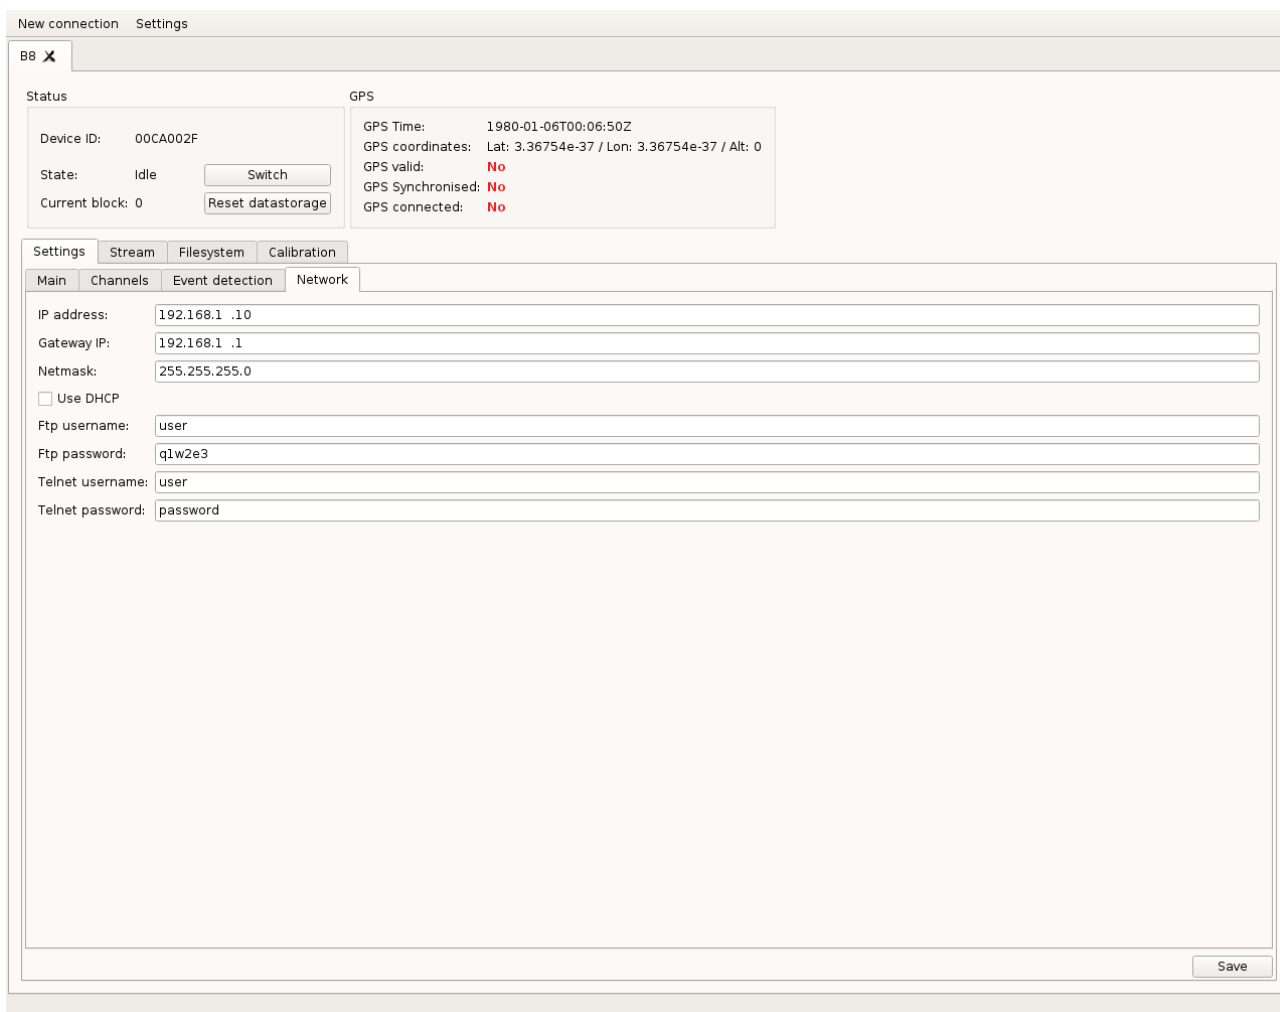 New connection Settings
B8
Status
Device ID: 00CA002F
State: Idle Switch
Current block: 0 Reset datastorage
GPS
GPS Time: 1980-01-06T00:06:50Z
GPS coordinates: Lat: 3.36754e-37 / Lon: 3.36754e-37 / Alt: 0
GPS valid: No
GPS Synchronised: No
GPS connected: No
Settings Stream Filesystem Calibration
Main Channels Event detection Network
IP address: 192.168.1  .10
Gateway IP: 192.168.1  .1
Netmask: 255.255.255.0
Use DHCP
Ftp username: user
Ftp password: q1w2e3
Telnet username: user
Telnet password: password
Save